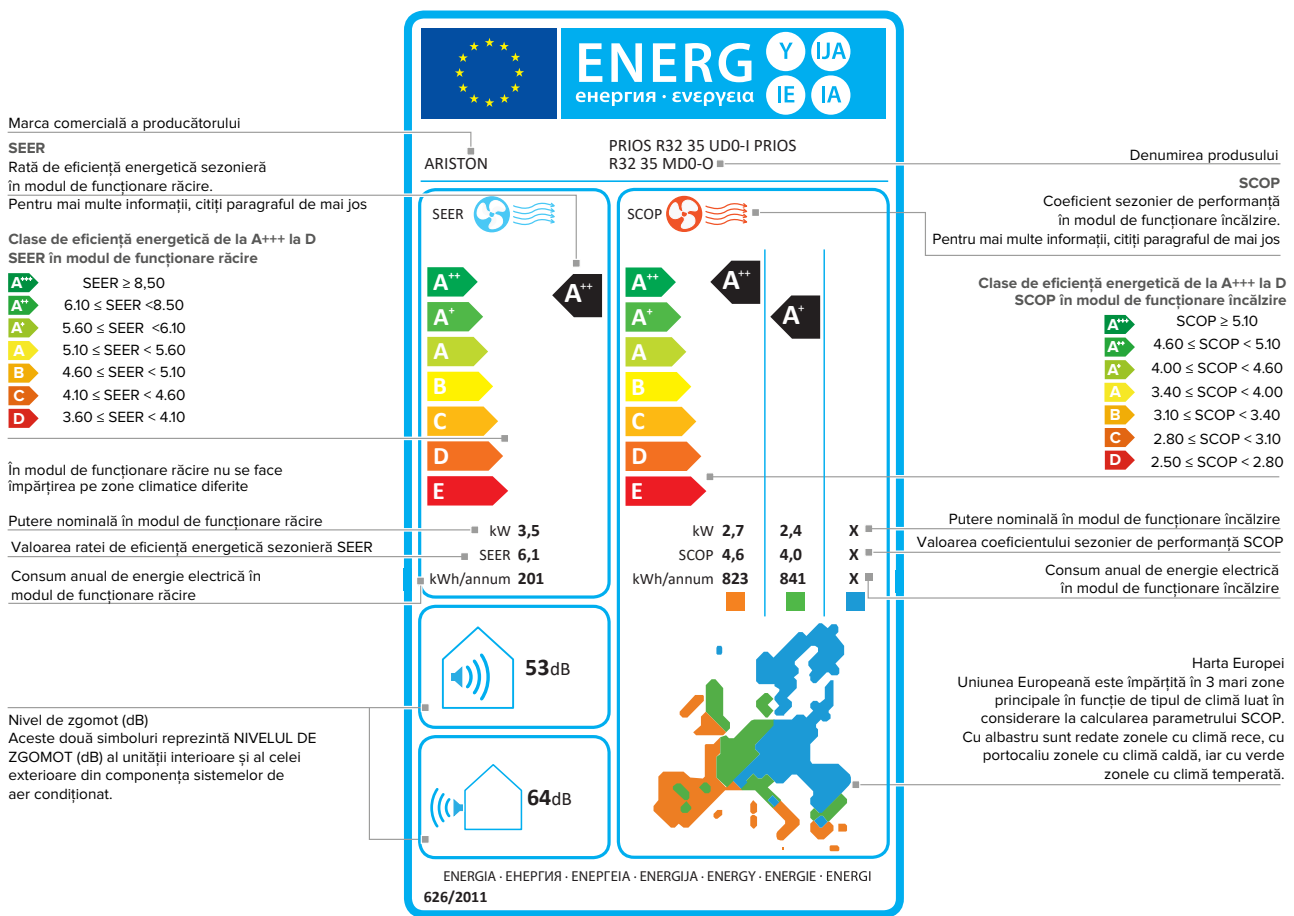 ENERG
енергия · ενεργεια
Y
IJA
IE
IA
Marca comercială a producătorului
SEER
Rată de eficiență energetică sezonieră
în modul de funcționare răcire.
Pentru mai multe informații, citiți paragraful de mai jos
Clase de eficiență energetică de la A+++ la D
SEER în modul de funcționare răcire
A+++ SEER ≥ 8,50
A++ 6.10 ≤ SEER <8.50
A+ 5.60 ≤ SEER <6.10
A 5.10 ≤ SEER < 5.60
B 4.60 ≤ SEER < 5.10
C 4.10 ≤ SEER < 4.60
D 3.60 ≤ SEER < 4.10
În modul de funcționare răcire nu se face
împărțirea pe zone climatice diferite
Putere nominală în modul de funcționare răcire
Valoarea ratei de eficiență energetică sezonieră SEER
Consum anual de energie electrică în
modul de funcționare răcire
Nivel de zgomot (dB)
Aceste două simboluri reprezintă NIVELUL DE
ZGOMOT (dB) al unității interioare și al celei
exterioare din componența sistemelor de
aer condiționat.
ARISTON
PRIOS R32 35 UD0-I PRIOS
R32 35 MD0-O
SEER
A++
A+
A
B
C
D
E
A++
kW 3,5
SEER 6,1
kWh/annum 201
SCOP
A++
A+
A
B
C
D
E
A++
A+
kW 2,7 2,4 X
SCOP 4,6 4,0 X
kWh/annum 823 841 X
53dB
64dB
ENERGIA · ЕНЕРГИЯ · ΕΝΕΡΓΕΙΑ · ENERGIJA · ENERGY · ENERGIE · ENERGI
626/2011
Denumirea produsului
SCOP
Coeficient sezonier de performanță
în modul de funcționare încălzire.
Pentru mai multe informații, citiți paragraful de mai jos
Clase de eficiență energetică de la A+++ la D
SCOP în modul de funcționare încălzire
A+++ SCOP ≥ 5.10
A++ 4.60 ≤ SCOP < 5.10
A+ 4.00 ≤ SCOP < 4.60
A 3.40 ≤ SCOP < 4.00
B 3.10 ≤ SCOP < 3.40
C 2.80 ≤ SCOP < 3.10
D 2.50 ≤ SCOP < 2.80
Putere nominală în modul de funcționare încălzire
Valoarea coeficientului sezonier de performanță SCOP
Consum anual de energie electrică
în modul de funcționare încălzire
Harta Europei
Uniunea Europeană este împărțită în 3 mari zone
principale în funcție de tipul de climă luat în
considerare la calcularea parametrului SCOP.
Cu albastru sunt redate zonele cu climă rece, cu
portocaliu zonele cu climă caldă, iar cu verde
zonele cu climă temperată.